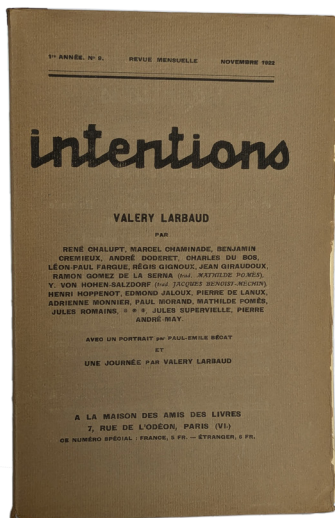 1re ANNÉE. N° 9. REVUE MENSUELLE NOVEMBRE 1922
intentions
VALERY LARBAUD
PAR
RENÉ CHALUPT, MARCEL CHAMINADE, BENJAMIN
CREMIEUX, ANDRÉ DODERET, CHARLES DU BOS,
LÉON-PAUL FARGUE, RÉGIS GIGNOUX, JEAN GIRAUDOUX,
RAMON GOMEZ DE LA SERNA (trad. MATHILDE POMÈS),
Y. VON HOHEN-SALZDORF (trad. JACQUES BENOIST-MÉCHIN),
HENRI HOPPENOT, EDMOND JALOUX, PIERRE DE LANUX,
ADRIENNE MONNIER, PAUL MORAND, MATHILDE POMÈS,
JULES ROMAINS, * * *, JULES SUPERVIELLE, PIERRE
ANDRÉ-MAY.
AVEC UN PORTRAIT par PAUL-EMILE BÉCAT
ET
UNE JOURNÉE PAR VALERY LARBAUD
A LA MAISON DES AMIS DES LIVRES
7, RUE DE L'ODÉON, PARIS (VI.)
CE NUMÉRO SPÉCIAL : FRANCE, 5 FR. — ÉTRANGER, 6 FR.